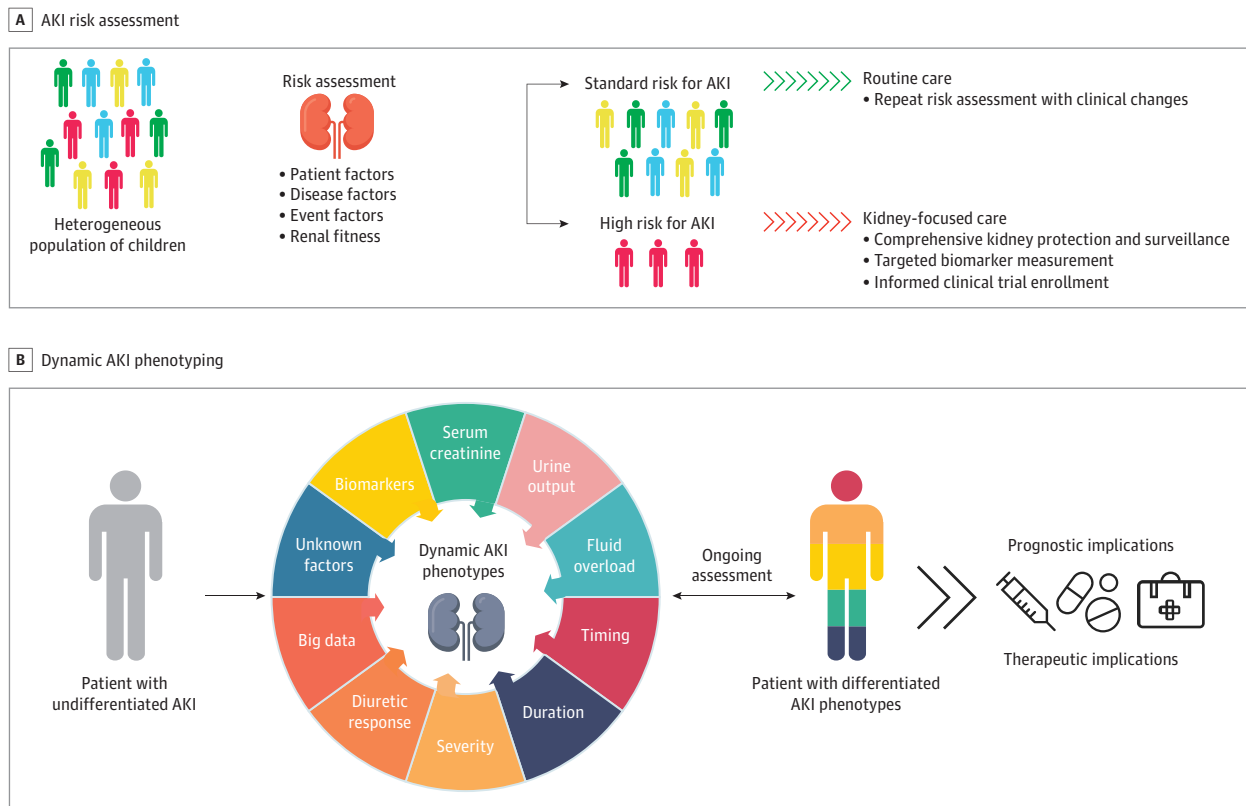 A AKI risk assessment
Heterogeneous
population of children
Risk assessment
• Patient factors
• Disease factors
• Event factors
• Renal fitness
Standard risk for AKI
Routine care
• Repeat risk assessment with clinical changes
High risk for AKI
Kidney-focused care
• Comprehensive kidney protection and surveillance
• Targeted biomarker measurement
• Informed clinical trial enrollment
B Dynamic AKI phenotyping
Patient with
undifferentiated AKI
Serum
creatinine
Urine
output
Fluid
overload
Timing
Duration
Severity
Diuretic
response
Big data
Unknown
factors
Biomarkers
Dynamic AKI
phenotypes
Ongoing
assessment
Patient with differentiated
AKI phenotypes
Prognostic implications
Therapeutic implications